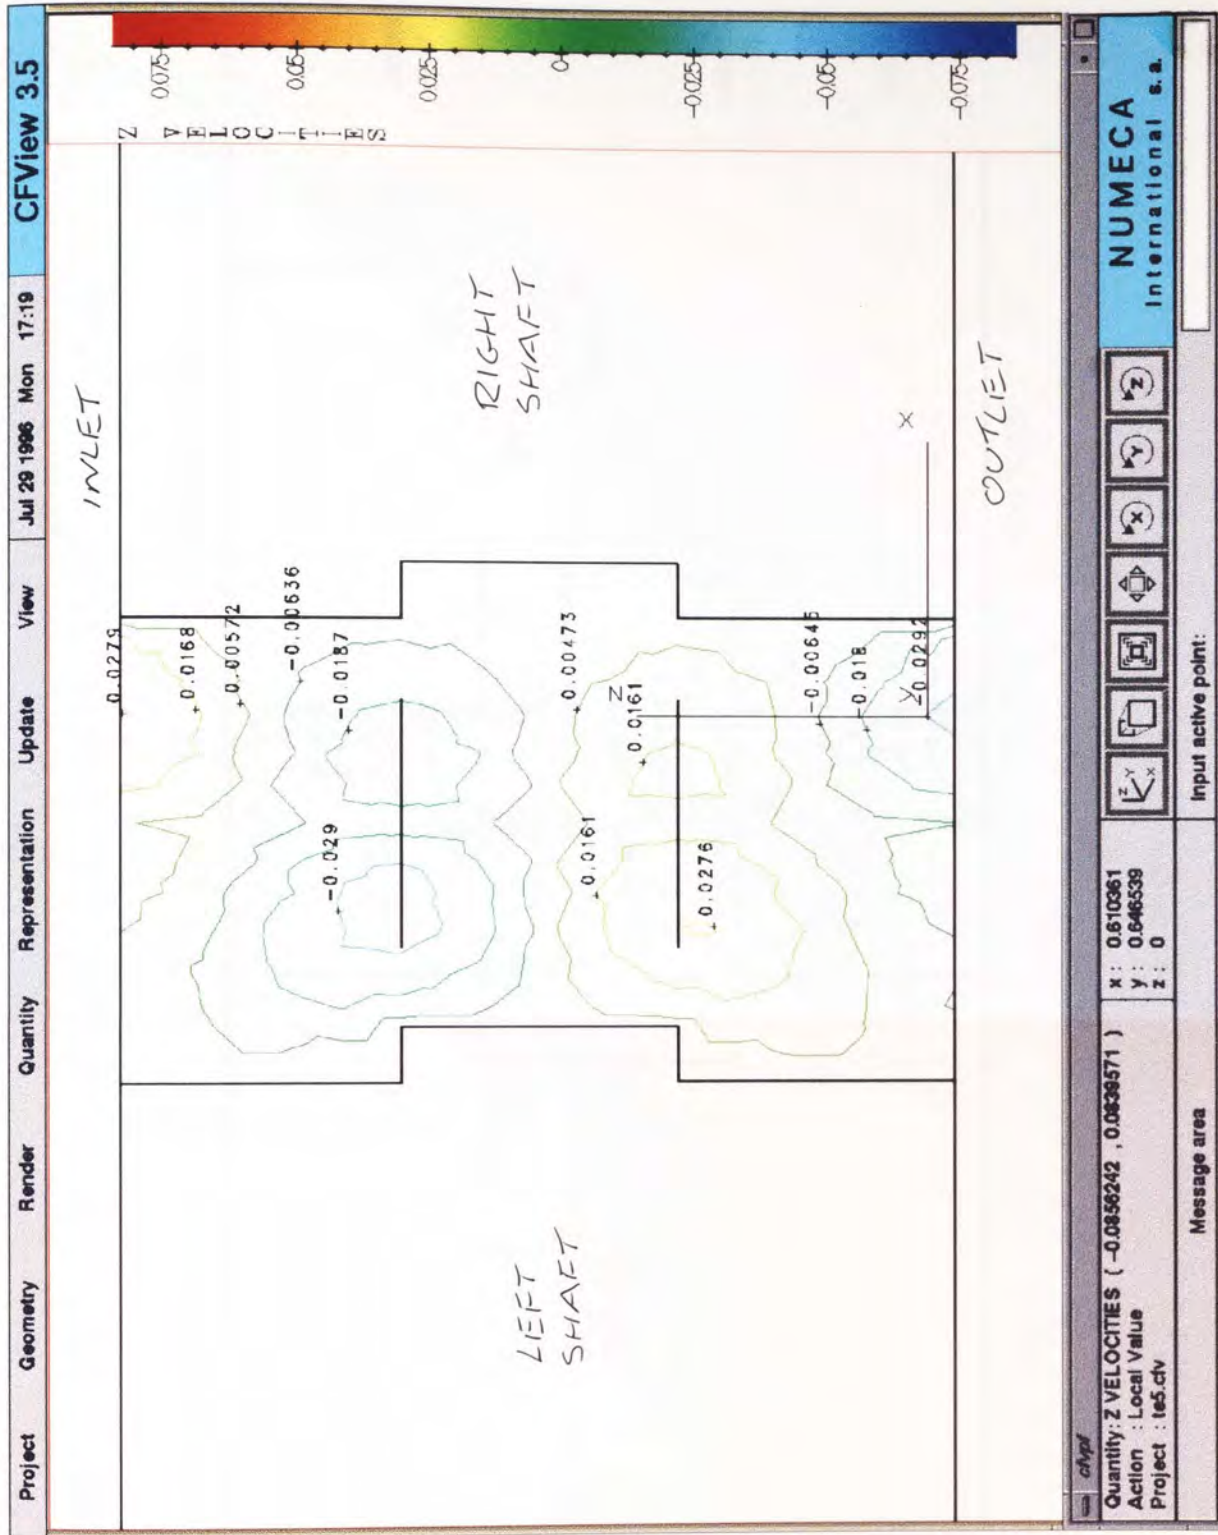 Project Geometry Render Quantity Representation Update View Jul 29 1996 Mon 17:19 CFView 3.5
INLET
Z VELOCITIES
0.075
0.05
0.025
0
-0.025
-0.05
-0.075
0.0279
0.0168
0.00572
-0.00636
-0.0187
-0.029
RIGHT
SHAFT
LEFT
SHAFT
0.00473
Z
0.0161
0.0161
0.0276
-0.00645
-0.018
Y
-0.0292
X
OUTLET
cfvpf
Quantity: Z VELOCITIES ( -0.0856242 , 0.0839571 )
Action : Local Value
Project : te5.cfv
x : 0.610361
y : 0.646539
z : 0
Z Y X
X
Y
Z
NUMECA
International s. a.
Message area
Input active point: